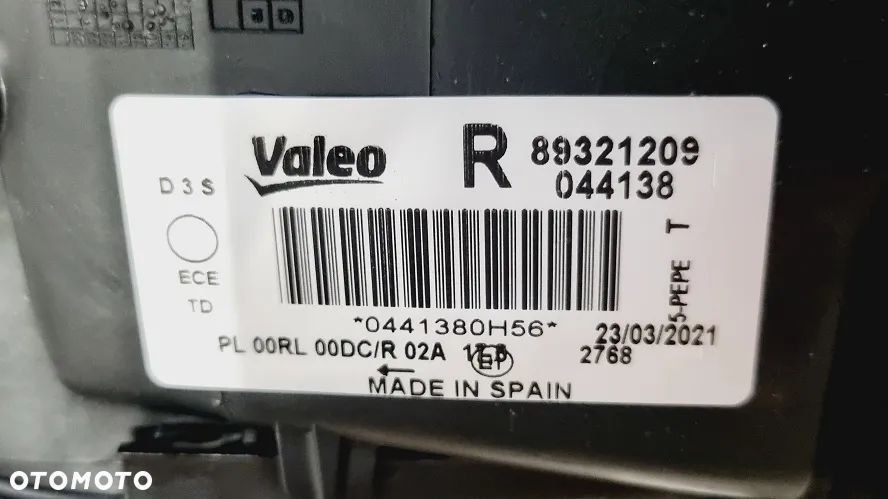 Valeo R 89321209
044138
D 3 S
ECE
TD
5-PEPE T
*0441380H56*
23/03/2021
PL 00RL 00DC/R 02A
2768
MADE IN SPAIN
OTOMOTO